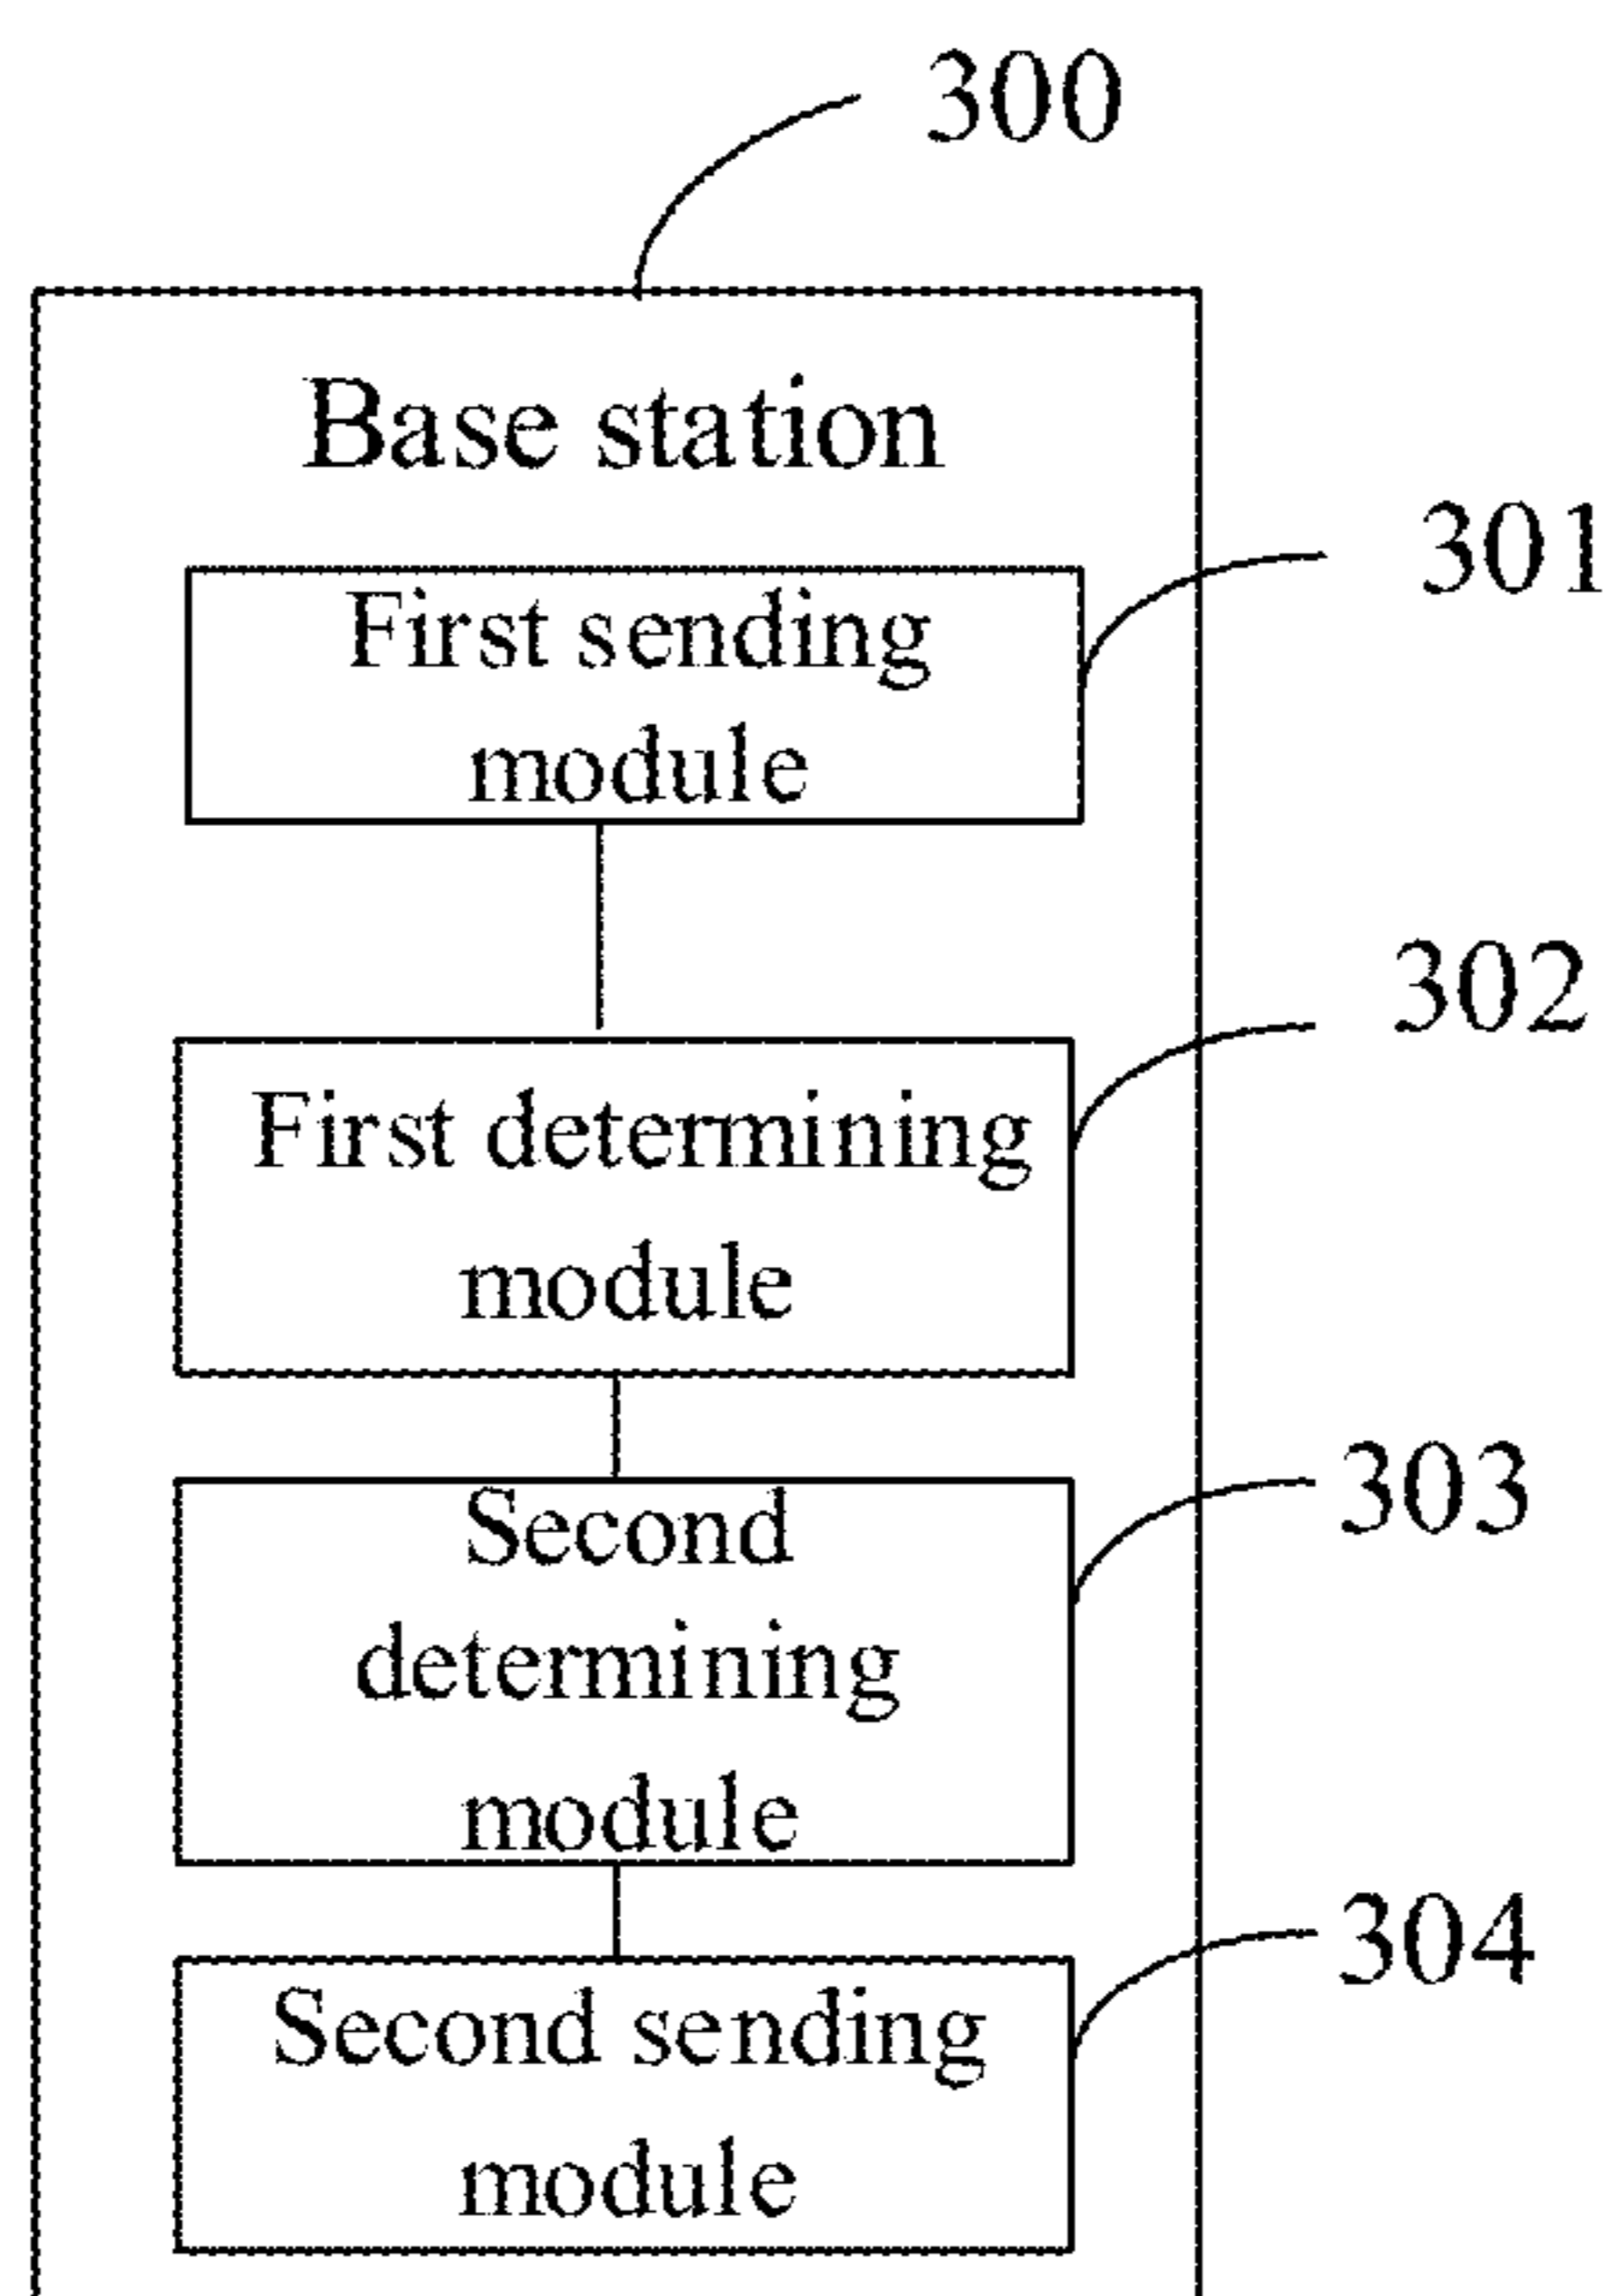 300
Base station
301
First sending
module
302
First determining
module
303
Second
determining
module
304
Second sending
module